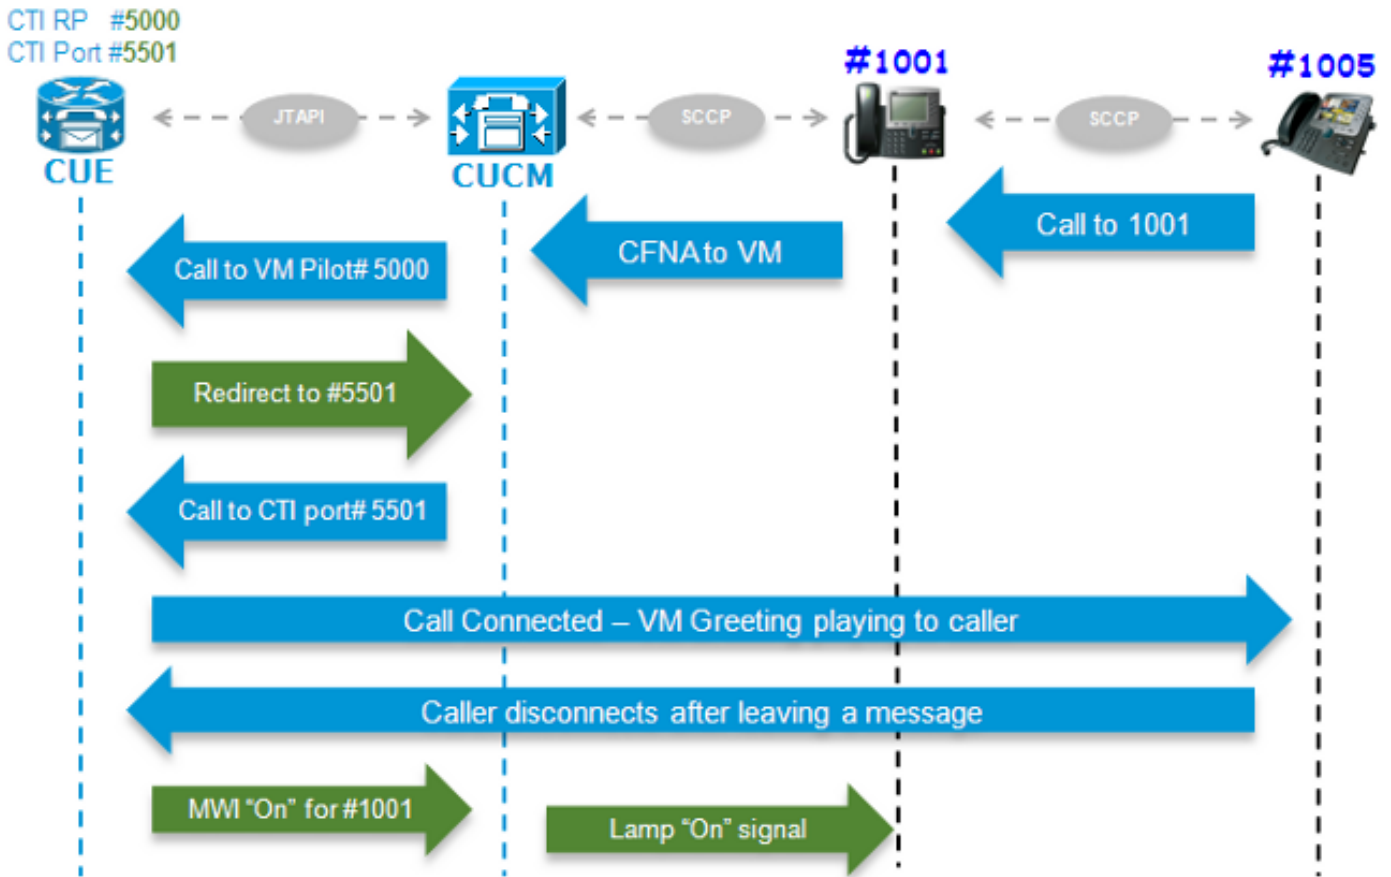 CTI RP #5000
CTI Port #5501
#1001
#1005
JTAPI
SCCP
SCCP
CUE
CUCM
Call to 1001
CFNA to VM
Call to VM Pilot# 5000
Redirect to #5501
Call to CTI port# 5501
Call Connected – VM Greeting playing to caller
Caller disconnects after leaving a message
MWI “On” for #1001
Lamp “On” signal